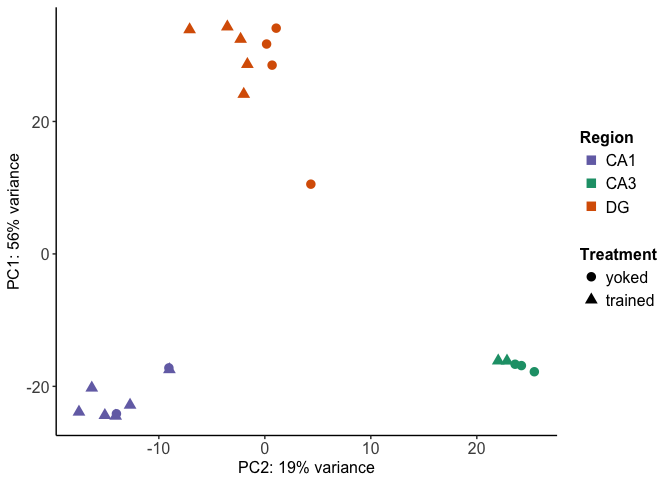 PC1: 56% variance
20
0
-20
-10
0
10
20
PC2: 19% variance
Region
CA1
CA3
DG
Treatment
yoked
trained